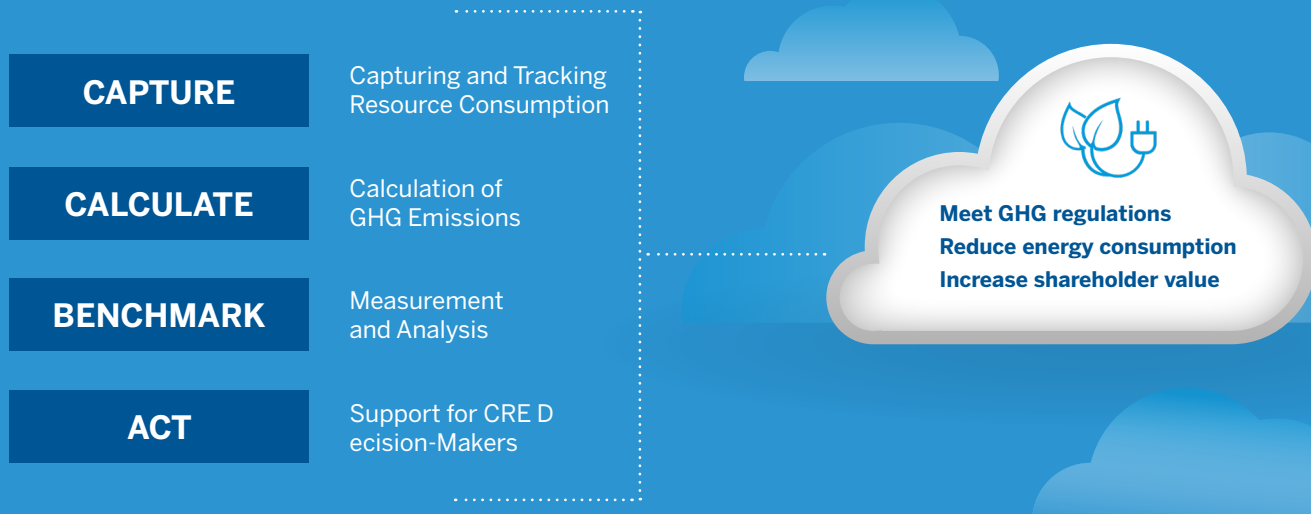 CAPTURE
Capturing and Tracking
Resource Consumption
CALCULATE
Calculation of
GHG Emissions
BENCHMARK
Measurement
and Analysis
ACT
Support for CRE D
ecision-Makers
Meet GHG regulations
Reduce energy consumption
Increase shareholder value